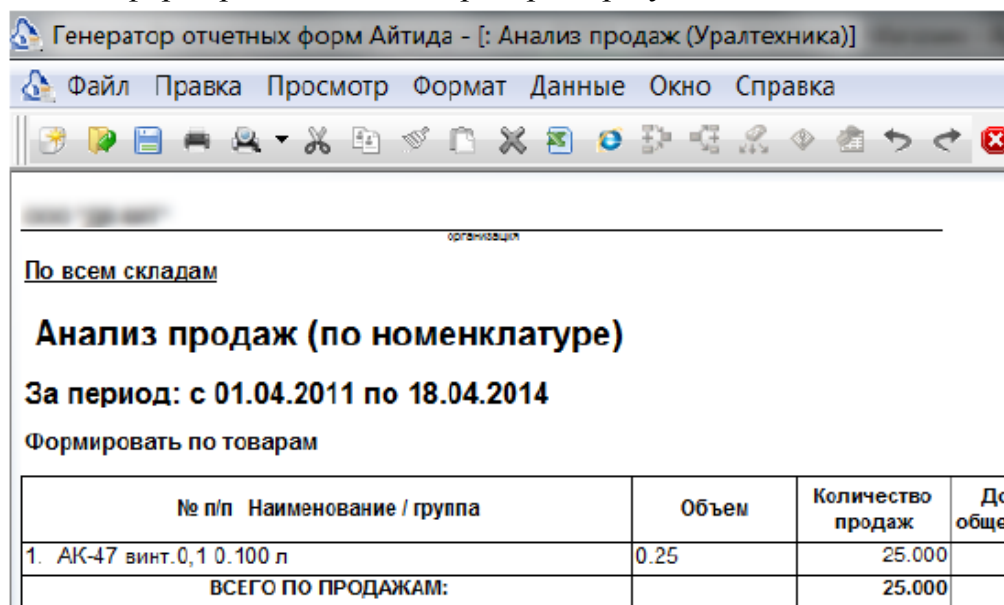 Генератор отчетных форм Айтида - [: Анализ продаж (Уралтехника)]
Файл Правка Просмотр Формат Данные Окно Справка
организация
По всем складам
Анализ продаж (по номенклатуре)
За период: с 01.04.2011 по 18.04.2014
Формировать по товарам
№ п/п Наименование / группа Объем Количество продаж
1. АК-47 винт.0,1 0.100 л 0.25 25.000
ВСЕГО ПО ПРОДАЖАМ: 25.000